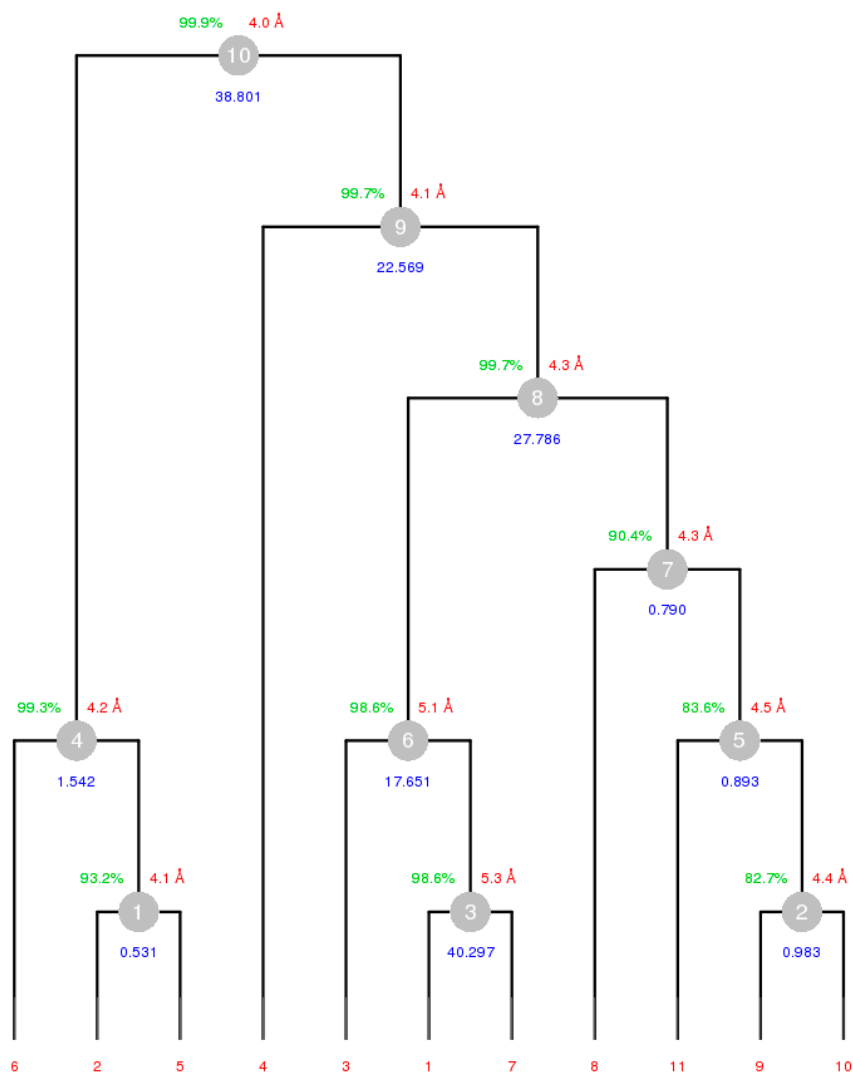 99.9% 4.0 Å
10
38.801
99.7% 4.1 Å
9
22.569
99.7% 4.3 Å
8
27.786
90.4% 4.3 Å
7
0.790
99.3% 4.2 Å 98.6% 5.1 Å 83.6% 4.5 Å
4 6 5
1.542 17.651 0.893
93.2% 4.1 Å 98.6% 5.3 Å 82.7% 4.4 Å
1 3 2
0.531 40.297 0.983
6 2 5 4 3 1 7 8 11 9 10